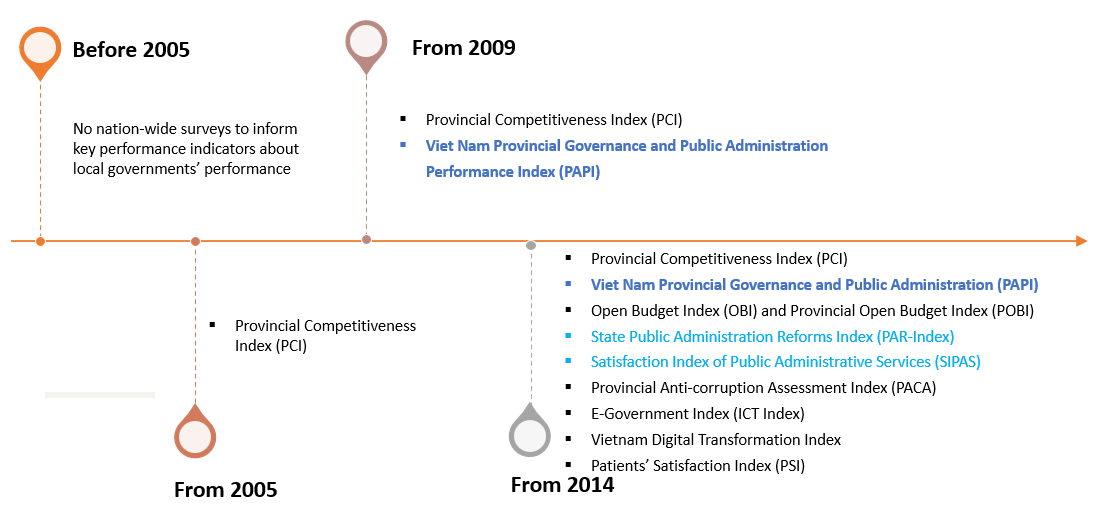 Before 2005
No nation-wide surveys to inform
key performance indicators about
local governments' performance
From 2009
▪ Provincial Competitiveness Index (PCI)
▪ Viet Nam Provincial Governance and Public Administration
Performance Index (PAPI)
▪ Provincial Competitiveness
Index (PCI)
From 2005
▪ Provincial Competitiveness Index (PCI)
▪ Viet Nam Provincial Governance and Public Administration (PAPI)
▪ Open Budget Index (OBI) and Provincial Open Budget Index (POBI)
▪ State Public Administration Reforms Index (PAR-Index)
▪ Satisfaction Index of Public Administrative Services (SIPAS)
▪ Provincial Anti-corruption Assessment Index (PACA)
▪ E-Government Index (ICT Index)
▪ Vietnam Digital Transformation Index
▪ Patients' Satisfaction Index (PSI)
From 2014